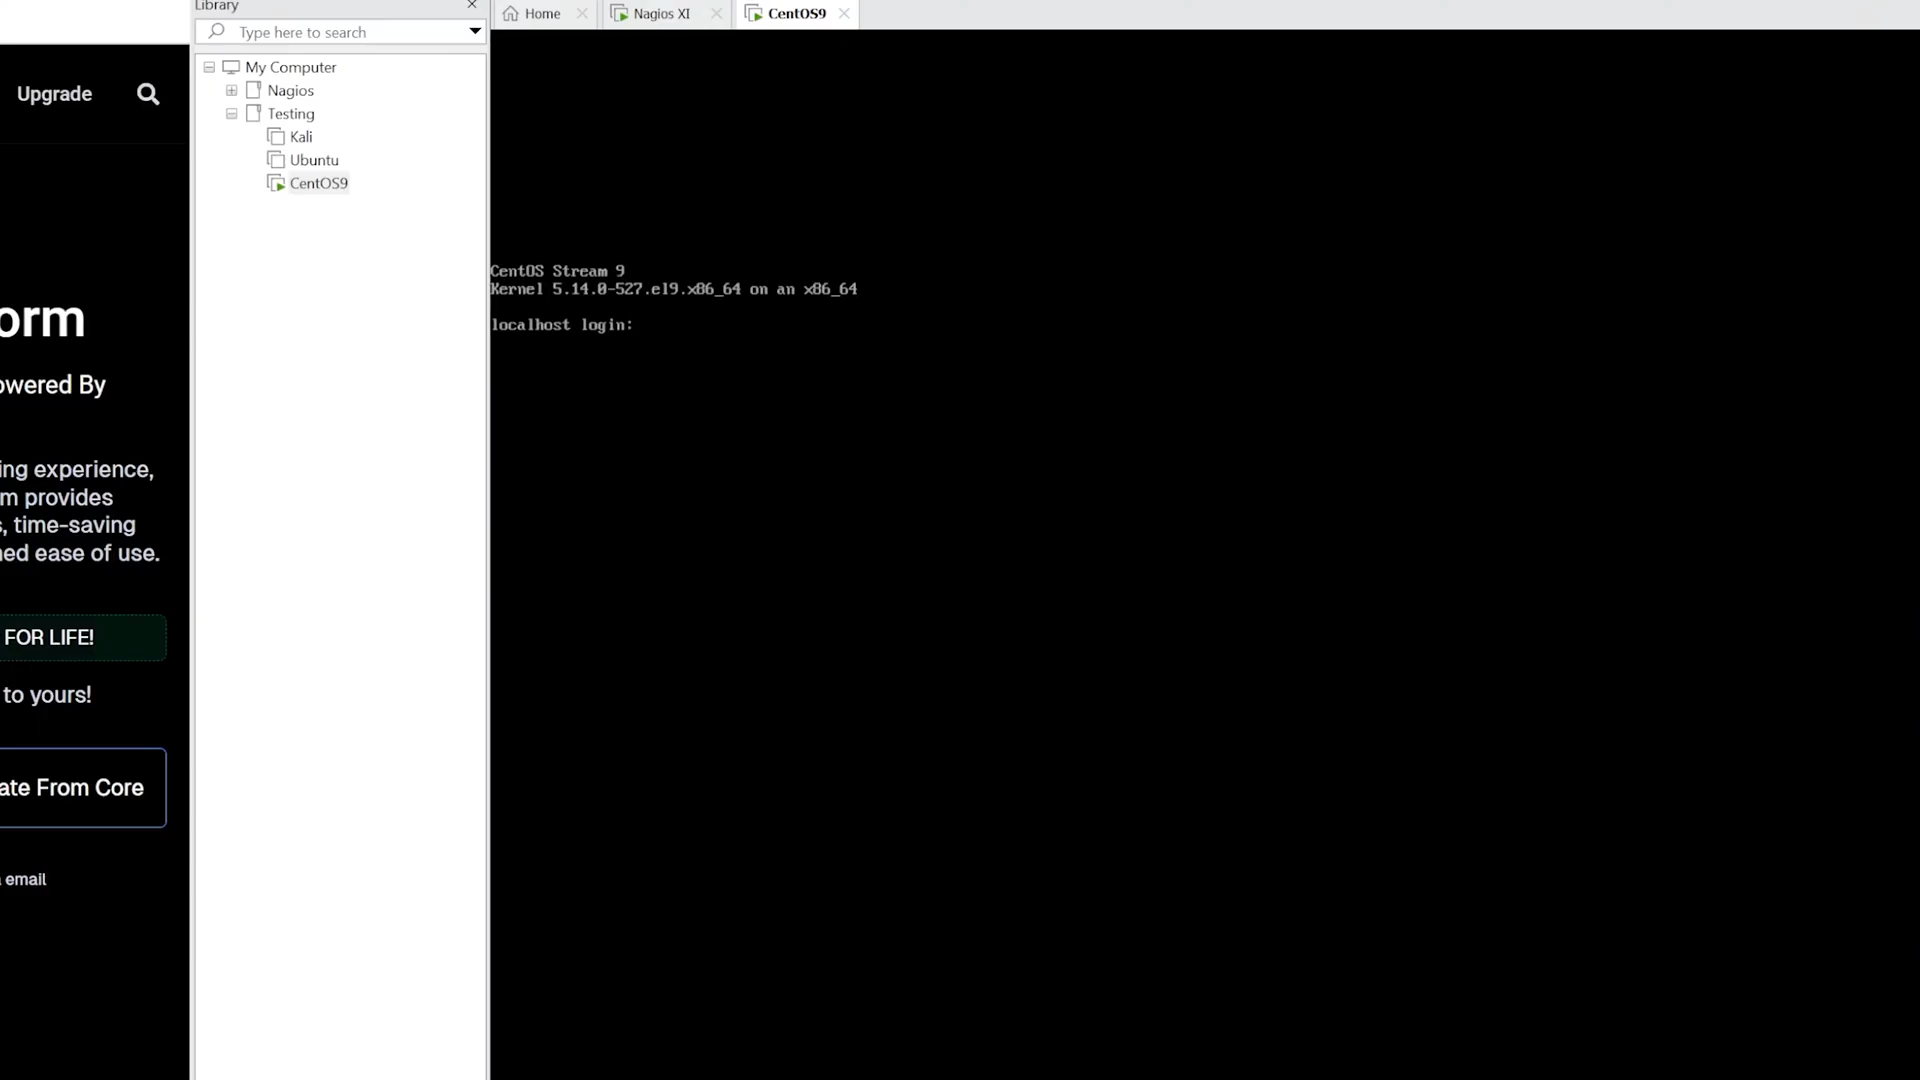 Upgrade
orm
owered By
ing experience,
m provides
s, time-saving
ned ease of use.
FOR LIFE!
to yours!
ate From Core
email
Library
Type here to search
My Computer
Nagios
Testing
Kali
Ubuntu
CentOS9
Home
Nagios XI
CentOS9
CentOS Stream 9
Kernel 5.14.0-527.el9.x86_64 on an x86_64
localhost login: